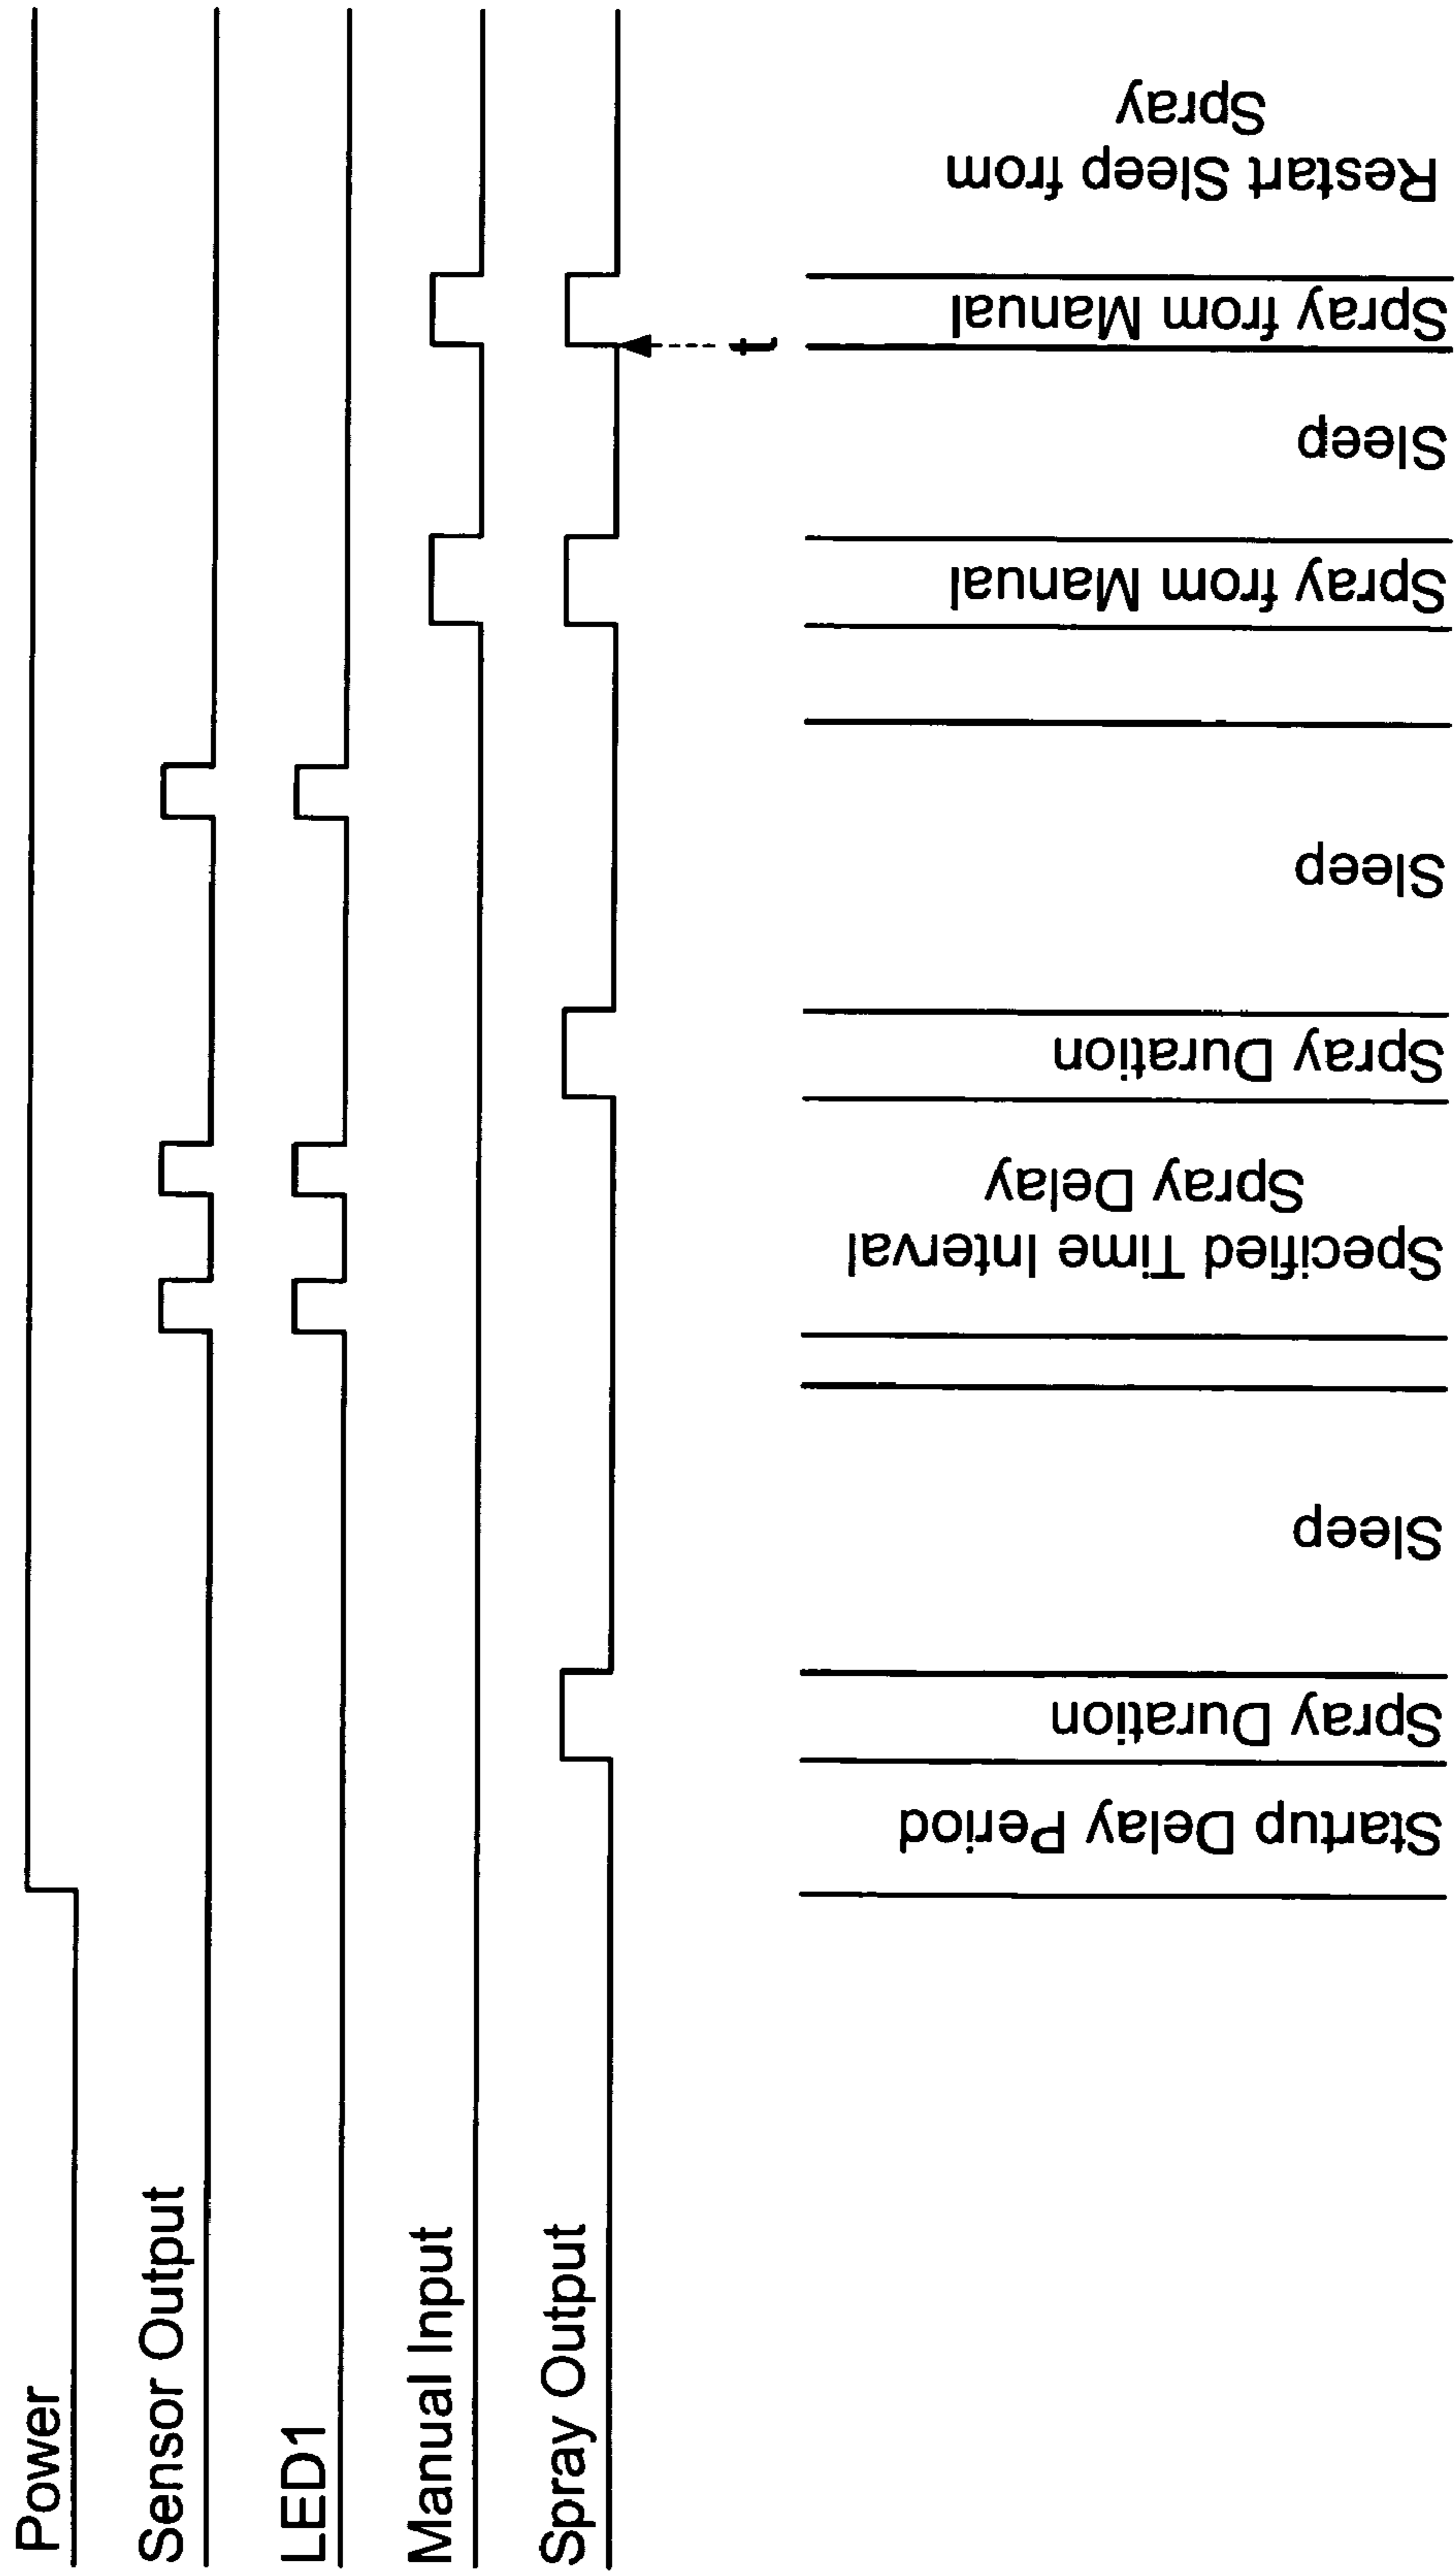 Power
Sensor Output
LED1
Manual Input
Spray Output
t
Startup Delay Period
Spray Duration
Sleep
Specified Time Interval
Spray Delay
Spray Duration
Sleep
Spray from Manual
Sleep
Spray from Manual
Restart Sleep from
Spray